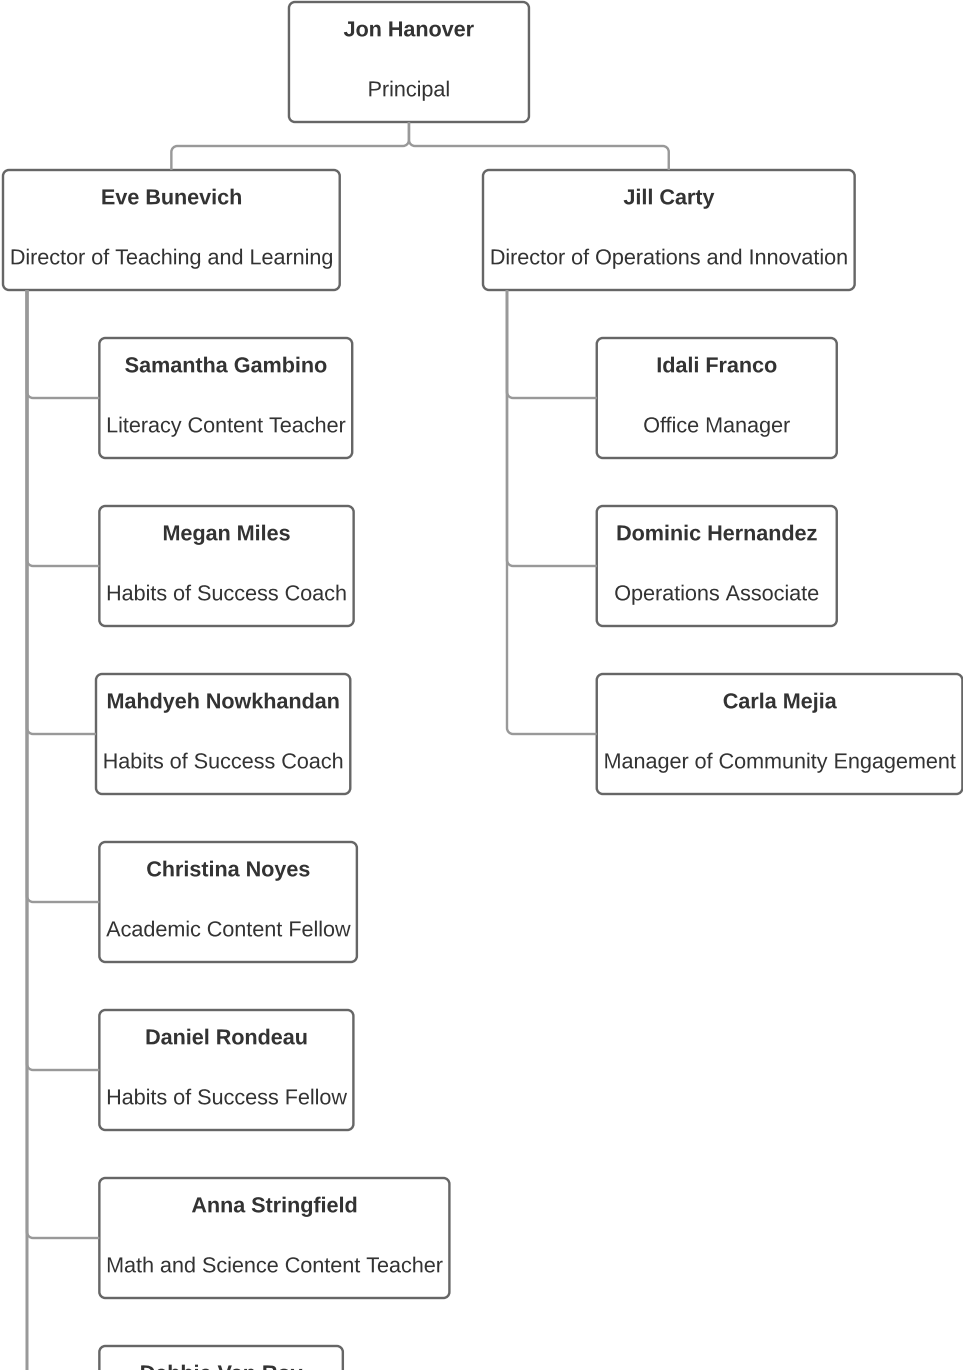 Jon Hanover
Principal
Eve Bunevich
Director of Teaching and Learning
Jill Carty
Director of Operations and Innovation
Samantha Gambino
Literacy Content Teacher
Idali Franco
Office Manager
Megan Miles
Habits of Success Coach
Dominic Hernandez
Operations Associate
Mahdyeh Nowkhandan
Habits of Success Coach
Carla Mejia
Manager of Community Engagement
Christina Noyes
Academic Content Fellow
Daniel Rondeau
Habits of Success Fellow
Anna Stringfield
Math and Science Content Teacher